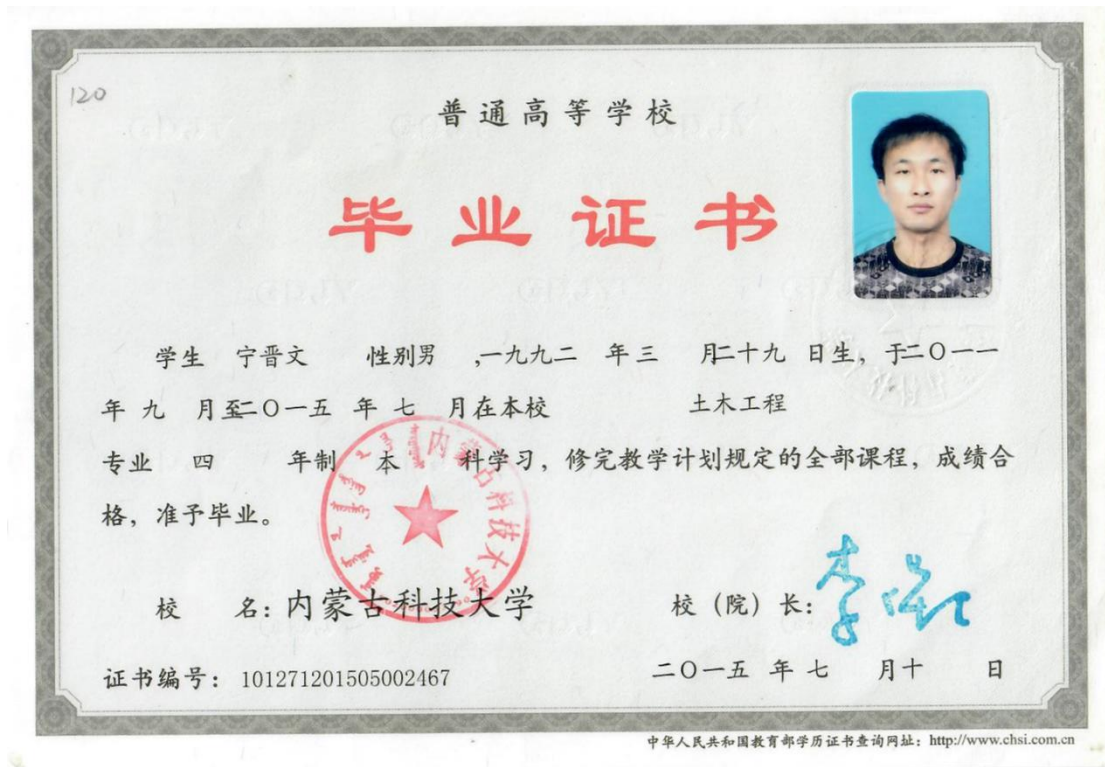 120
普通高等学校
毕业证书
学生 宁晋文 性别男 ,一九九二 年三 月二十九 日生，于二〇一一
年 九 月至二〇一五 年 七 月在本校 土木工程
专业 四 年制 本 科学习，修完教学计划规定的全部课程，成绩合
格，准予毕业。
内蒙古科技大学
校 名：内蒙古科技大学 校（院）长：
证书编号：101271201505002467 二〇一五 年 七 月十 日
中华人民共和国教育部学历证书查询网址：http://www.chsi.com.cn